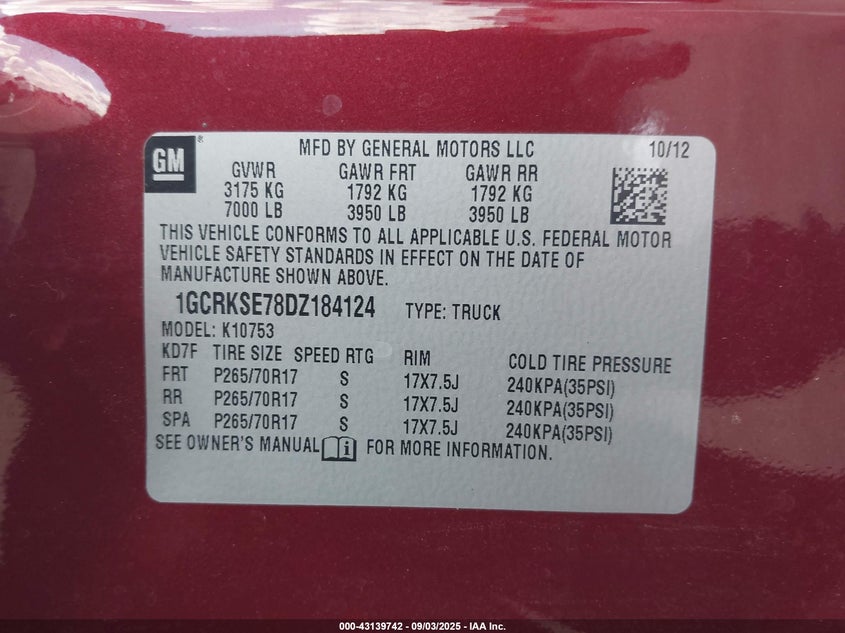 GM
®
MFD BY GENERAL MOTORS LLC 10/12
GVWR GAWR FRT GAWR RR
3175 KG 1792 KG 1792 KG
7000 LB 3950 LB 3950 LB
THIS VEHICLE CONFORMS TO ALL APPLICABLE U.S. FEDERAL MOTOR
VEHICLE SAFETY STANDARDS IN EFFECT ON THE DATE OF
MANUFACTURE SHOWN ABOVE.
1GCRKSE78DZ184124 TYPE: TRUCK
MODEL: K10753
KD7F TIRE SIZE SPEED RTG RIM COLD TIRE PRESSURE
FRT P265/70R17 S 17X7.5J 240KPA(35PSI)
RR P265/70R17 S 17X7.5J 240KPA(35PSI)
SPA P265/70R17 S 17X7.5J 240KPA(35PSI)
SEE OWNER'S MANUAL i FOR MORE INFORMATION.
000-43139742 - 09/03/2025 - IAA Inc.